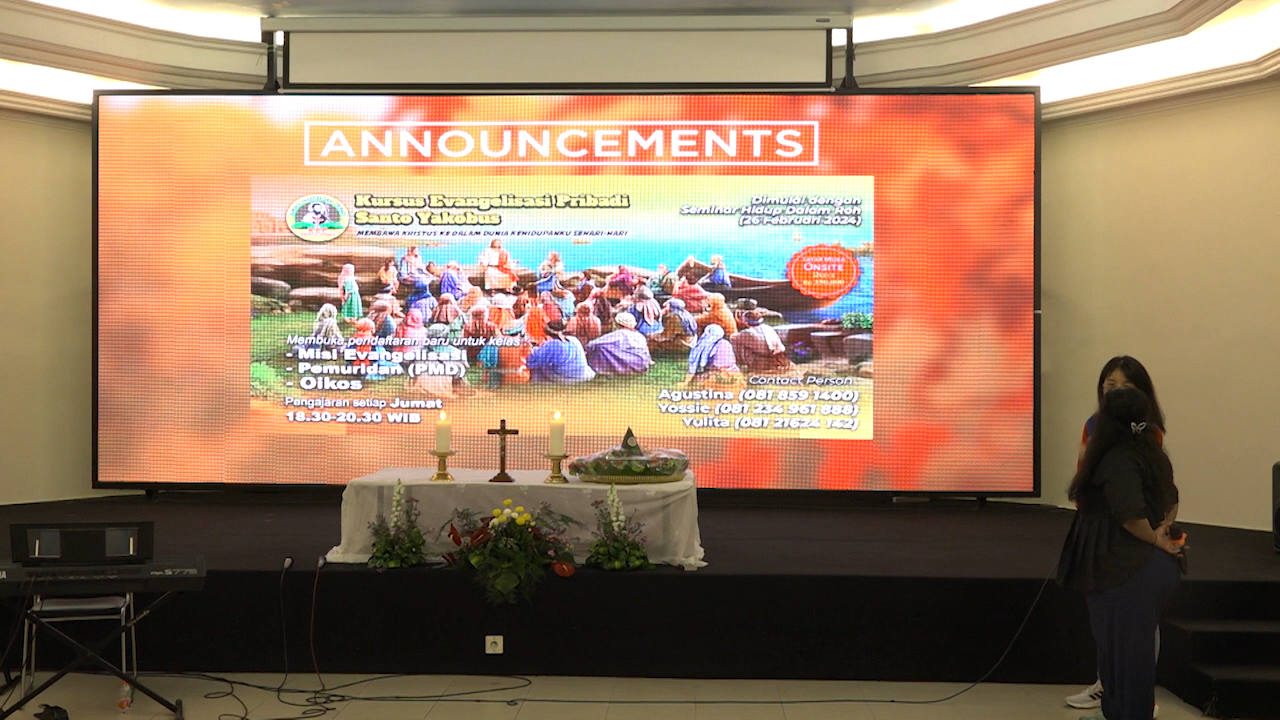 ANNOUNCEMENTS
Kursus Evangelisasi Pribadi
Santo Yakobus
MEMBAWA KRISTUS KE DALAM DUNIA KEHIDUPANKU SEHARI-HARI
Dimulai dengan
Seminar Hidup Dalam Roh
(26 Februari 2024)
ONSITE
Membuka pendaftaran baru untuk kelas
- Misi Evangelisasi
- Pemuridan (PMD)
- Oikos
Pengajaran setiap Jumat
18.30-20.30 WIB
Contact Person
Agustina (081 859 1400)
Yossie (081 234 961 888)
Yulita (081 21624 142)